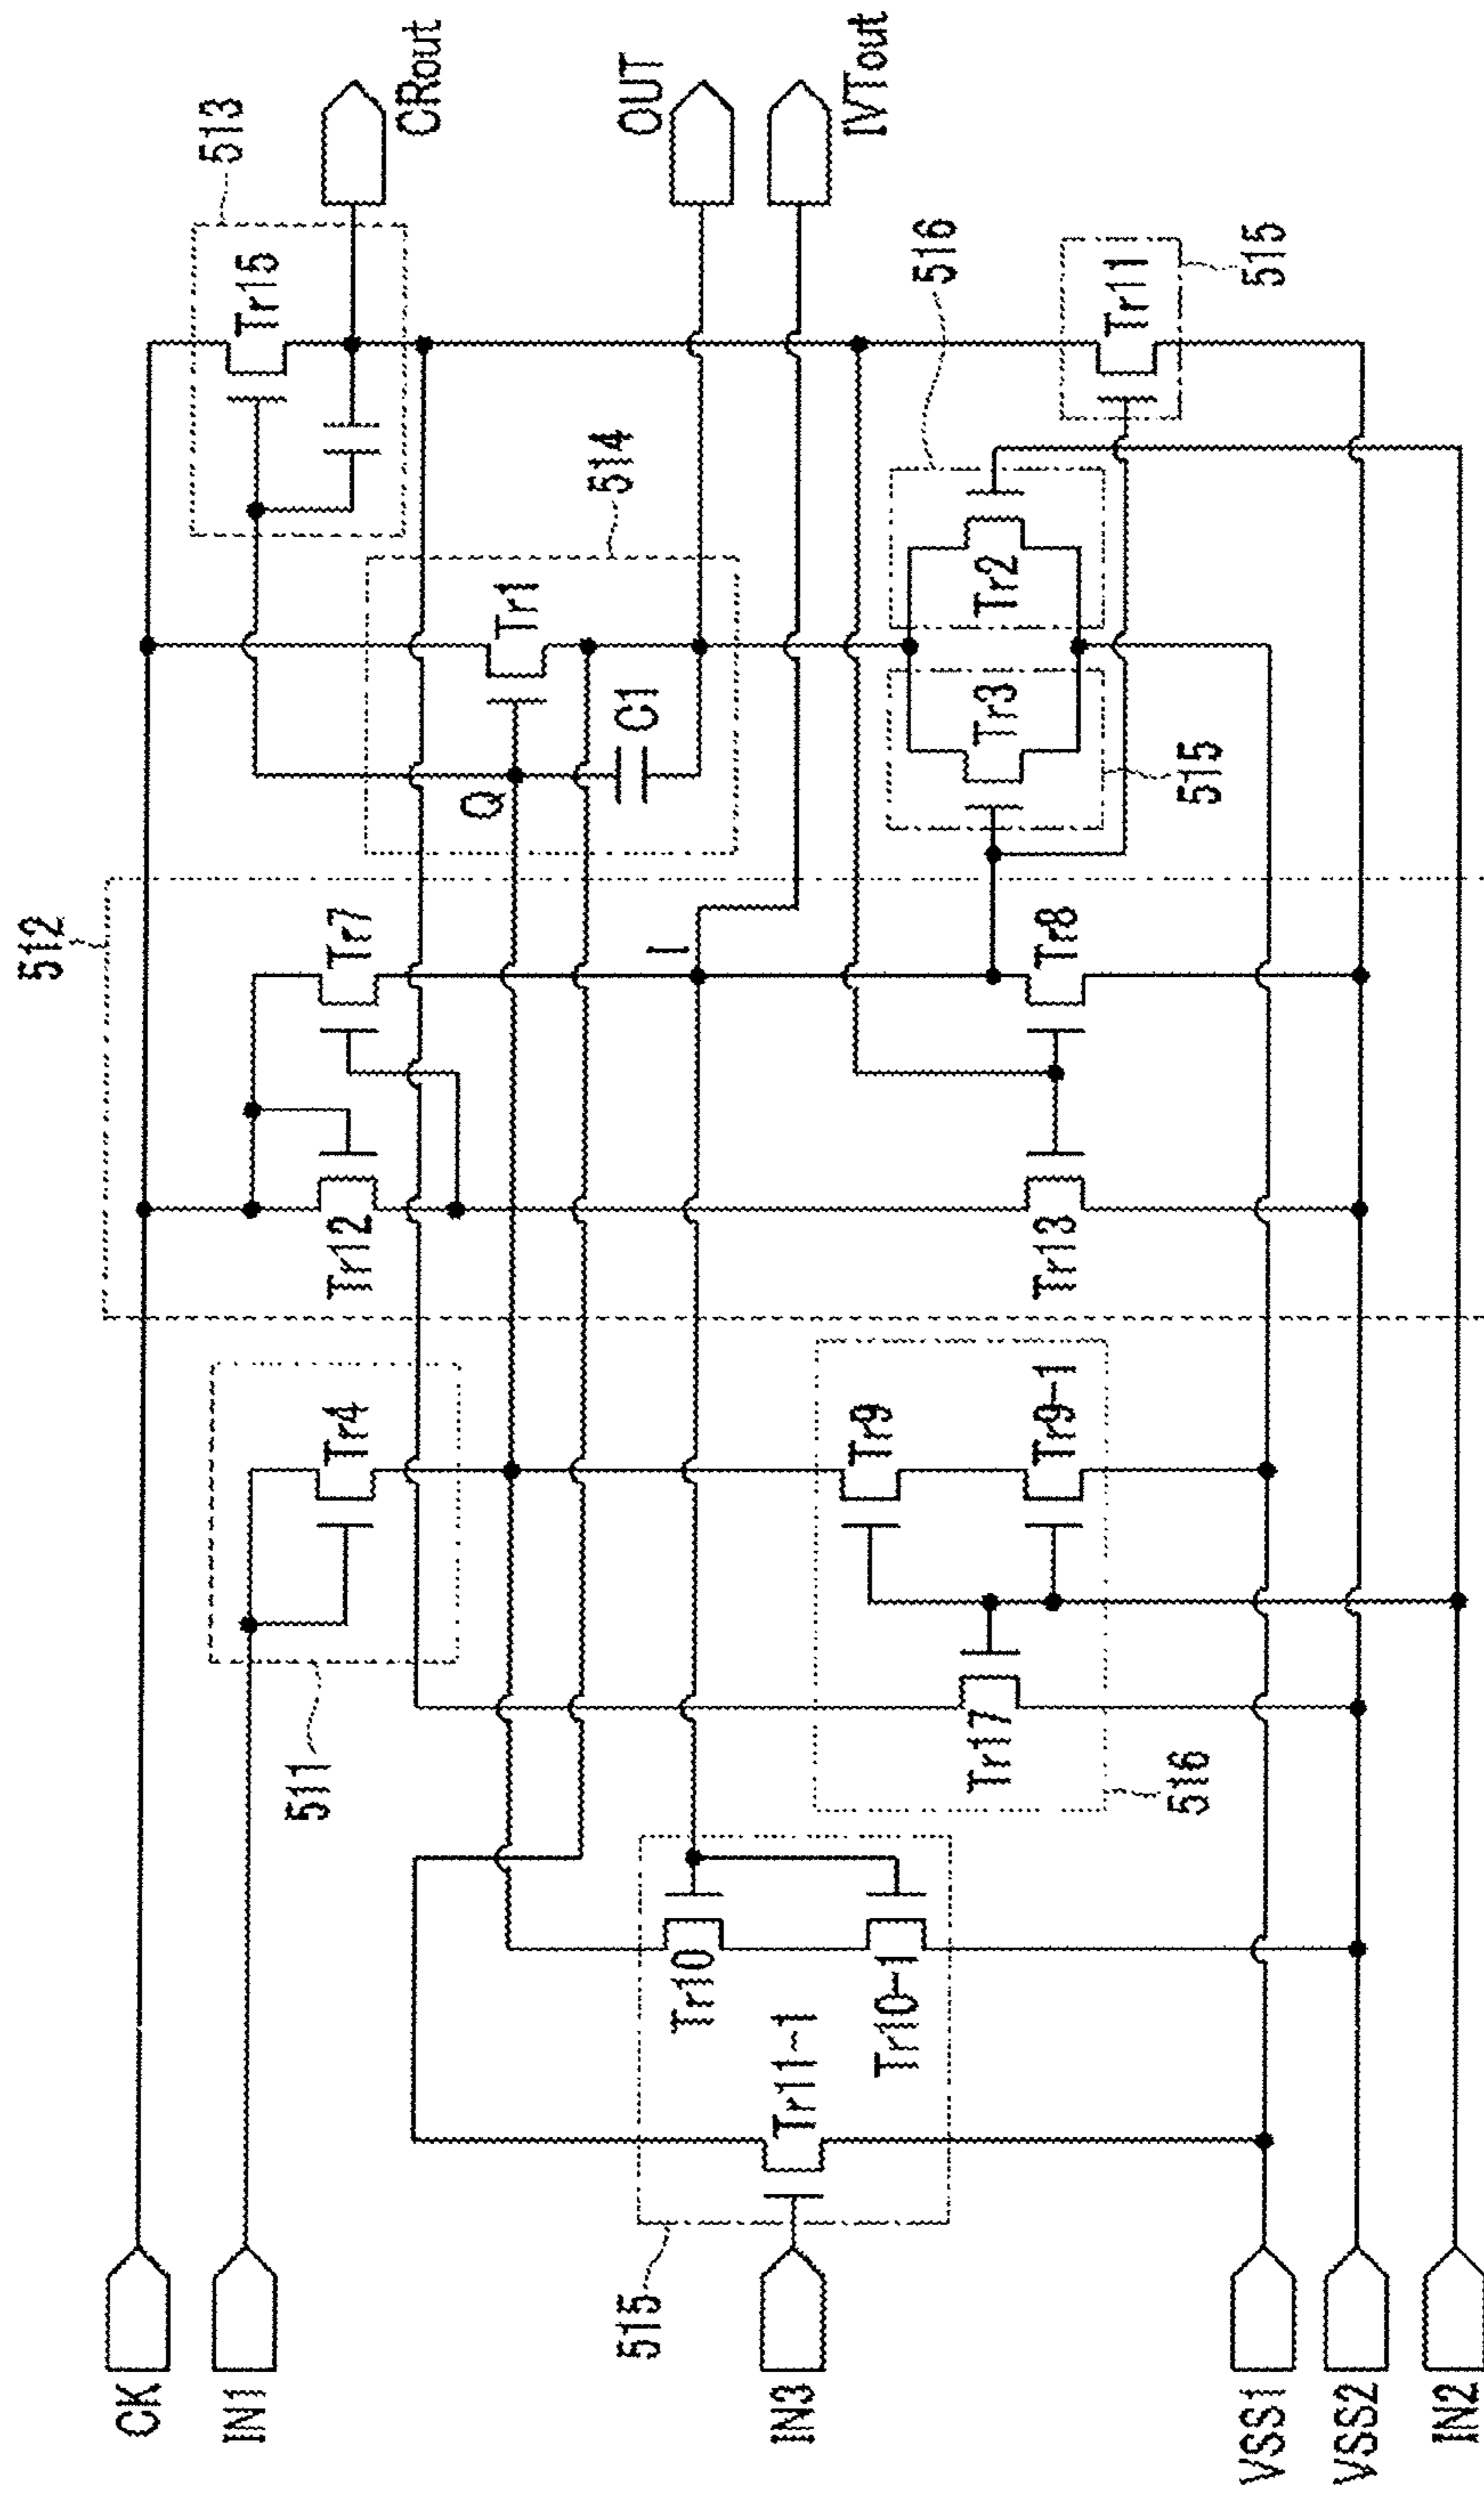 CK
IN1
IN3
VSS1
VSS2
IN2
511
512
513
514
515
515
515
516
516
Tr4
Tr12
Tr7
Tr15
Tr1
Q
C1
I
Tr10
Tr10-1
Tr11-1
Tr9
Tr9-1
Tr17
Tr13
Tr8
Tr3
Tr2
Tr11
CRout
OUT
IVTout